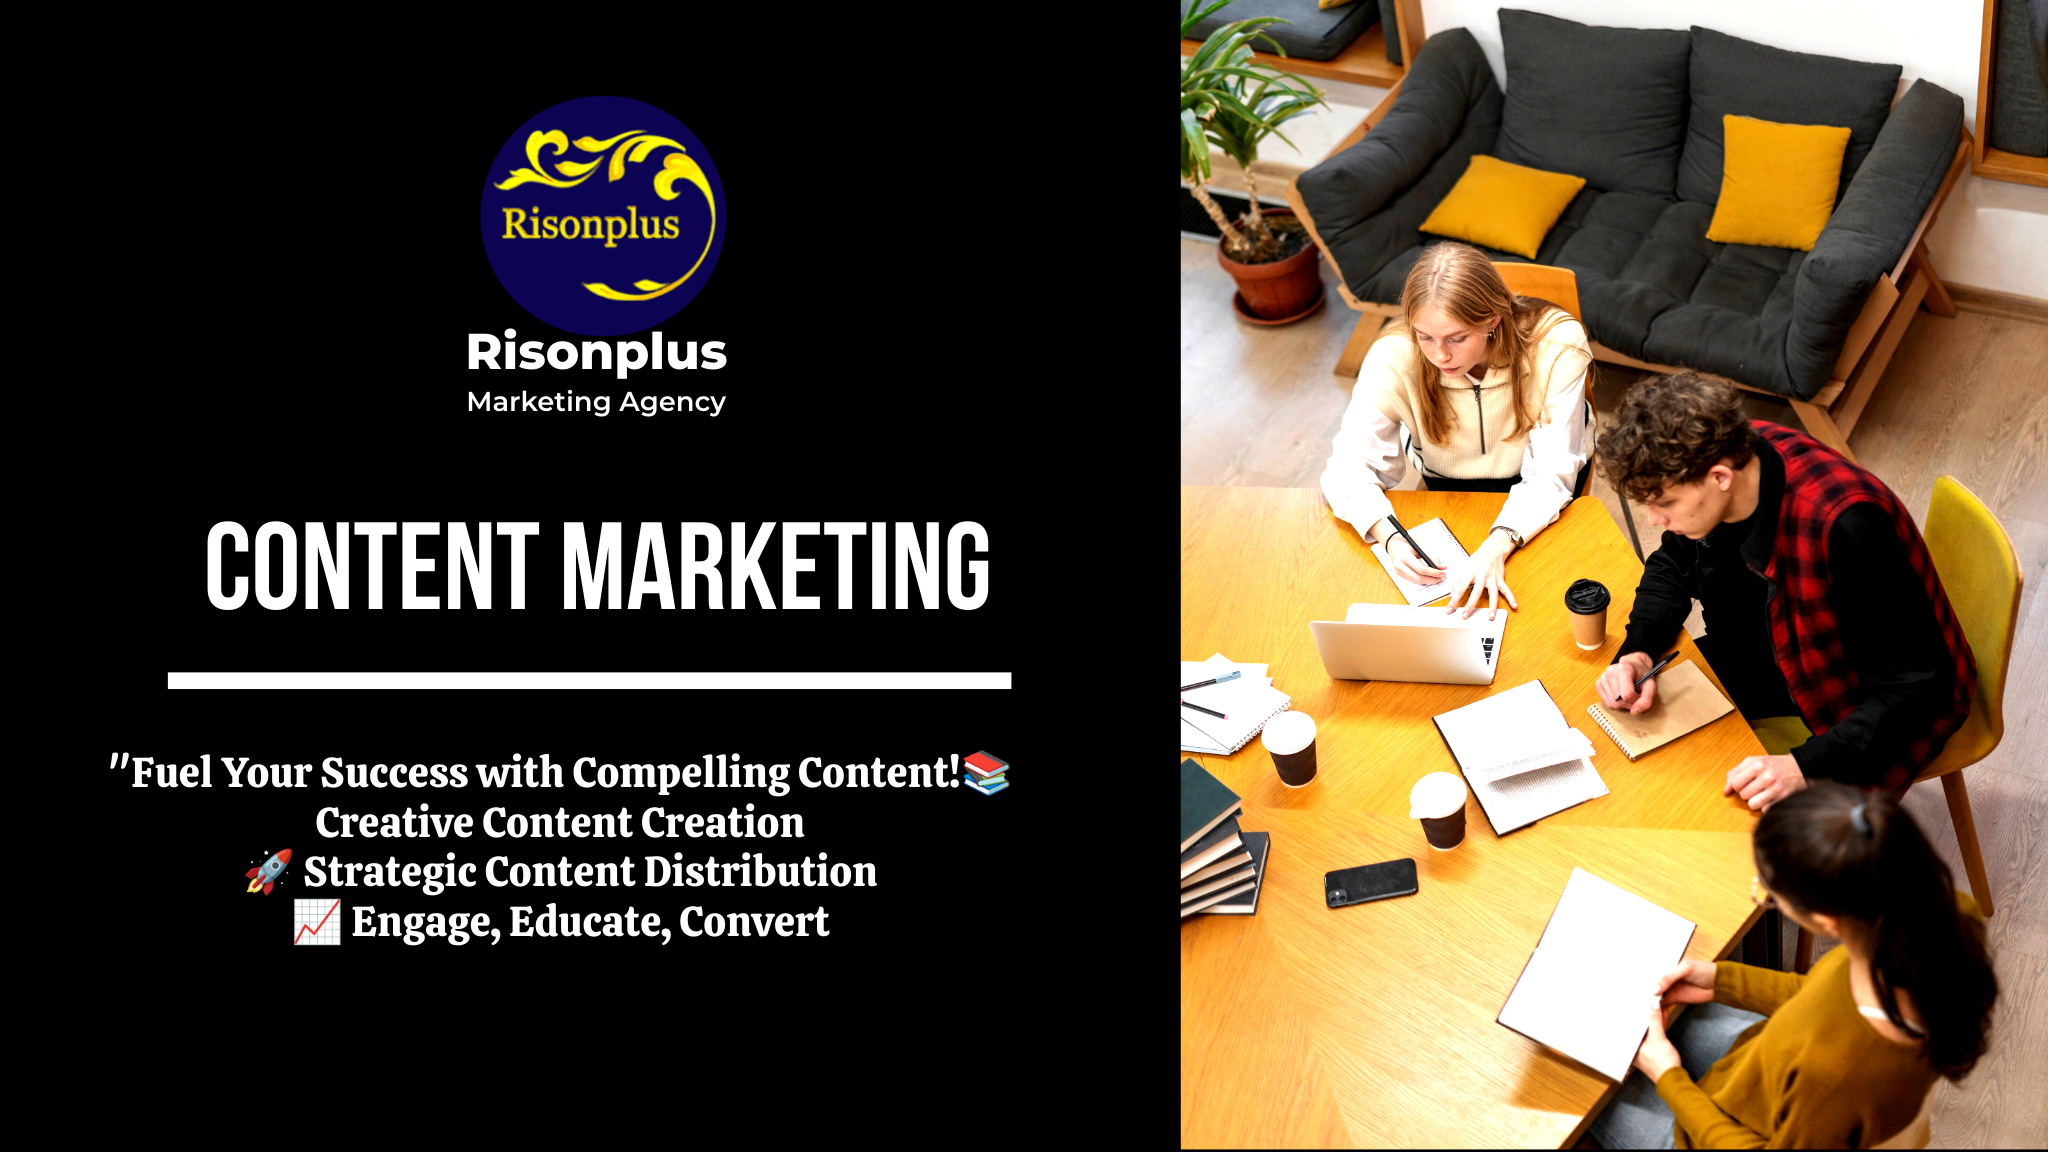 Risonplus
Risonplus
Marketing Agency
CONTENT MARKETING
"Fuel Your Success with Compelling Content!📚
Creative Content Creation
🚀 Strategic Content Distribution
📈 Engage, Educate, Convert